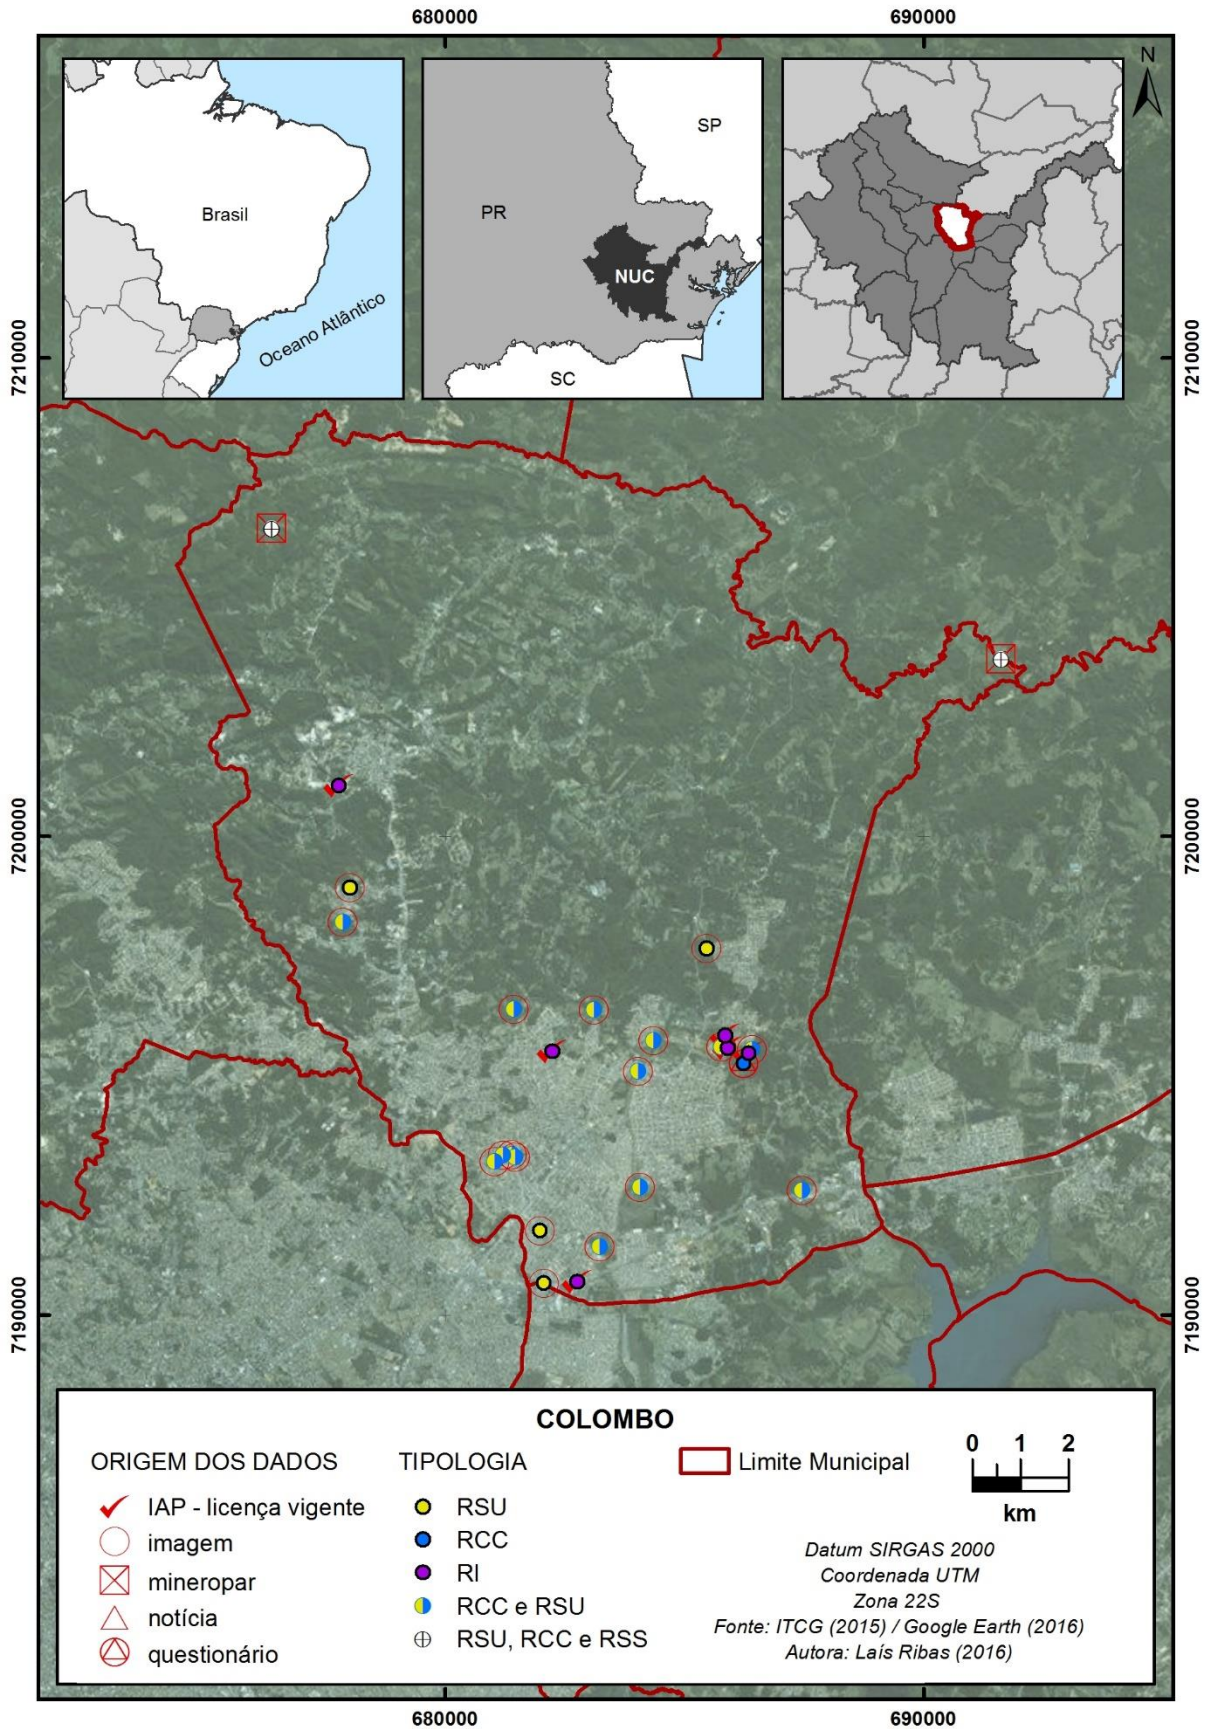 680000
690000
N
Brasil
Oceano Atlântico
PR
SP
NUC
SC
7210000
7210000
7200000
7200000
7190000
7190000
COLOMBO
ORIGEM DOS DADOS
IAP - licença vigente
imagem
mineropar
notícia
questionário
TIPOLOGIA
RSU
RCC
RI
RCC e RSU
RSU, RCC e RSS
Limite Municipal
0 1 2
km
Datum SIRGAS 2000
Coordenada UTM
Zona 22S
Fonte: ITCG (2015) / Google Earth (2016)
Autora: Laís Ribas (2016)
680000
690000